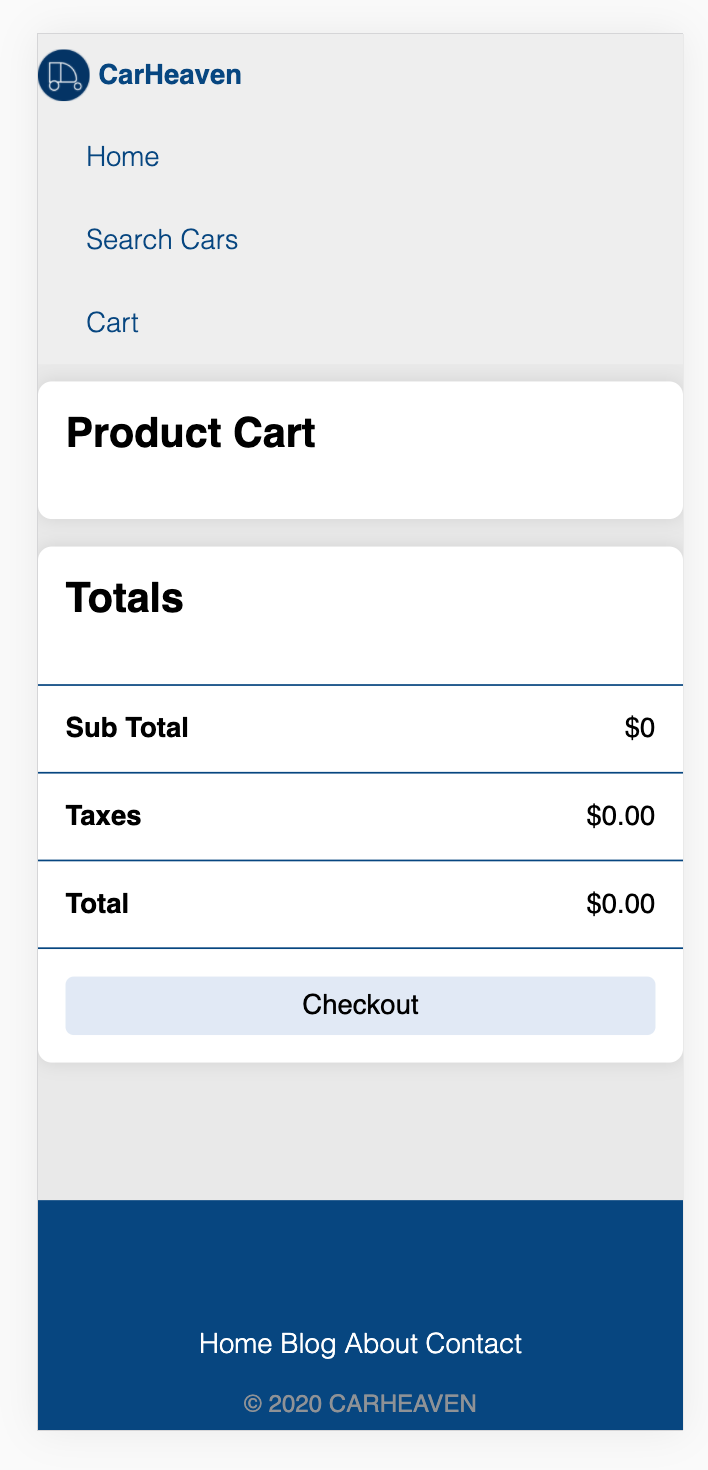 CarHeaven
Home
Search Cars
Cart
Product Cart
Totals
Sub Total $0
Taxes $0.00
Total $0.00
Checkout
Home Blog About Contact
© 2020 CARHEAVEN